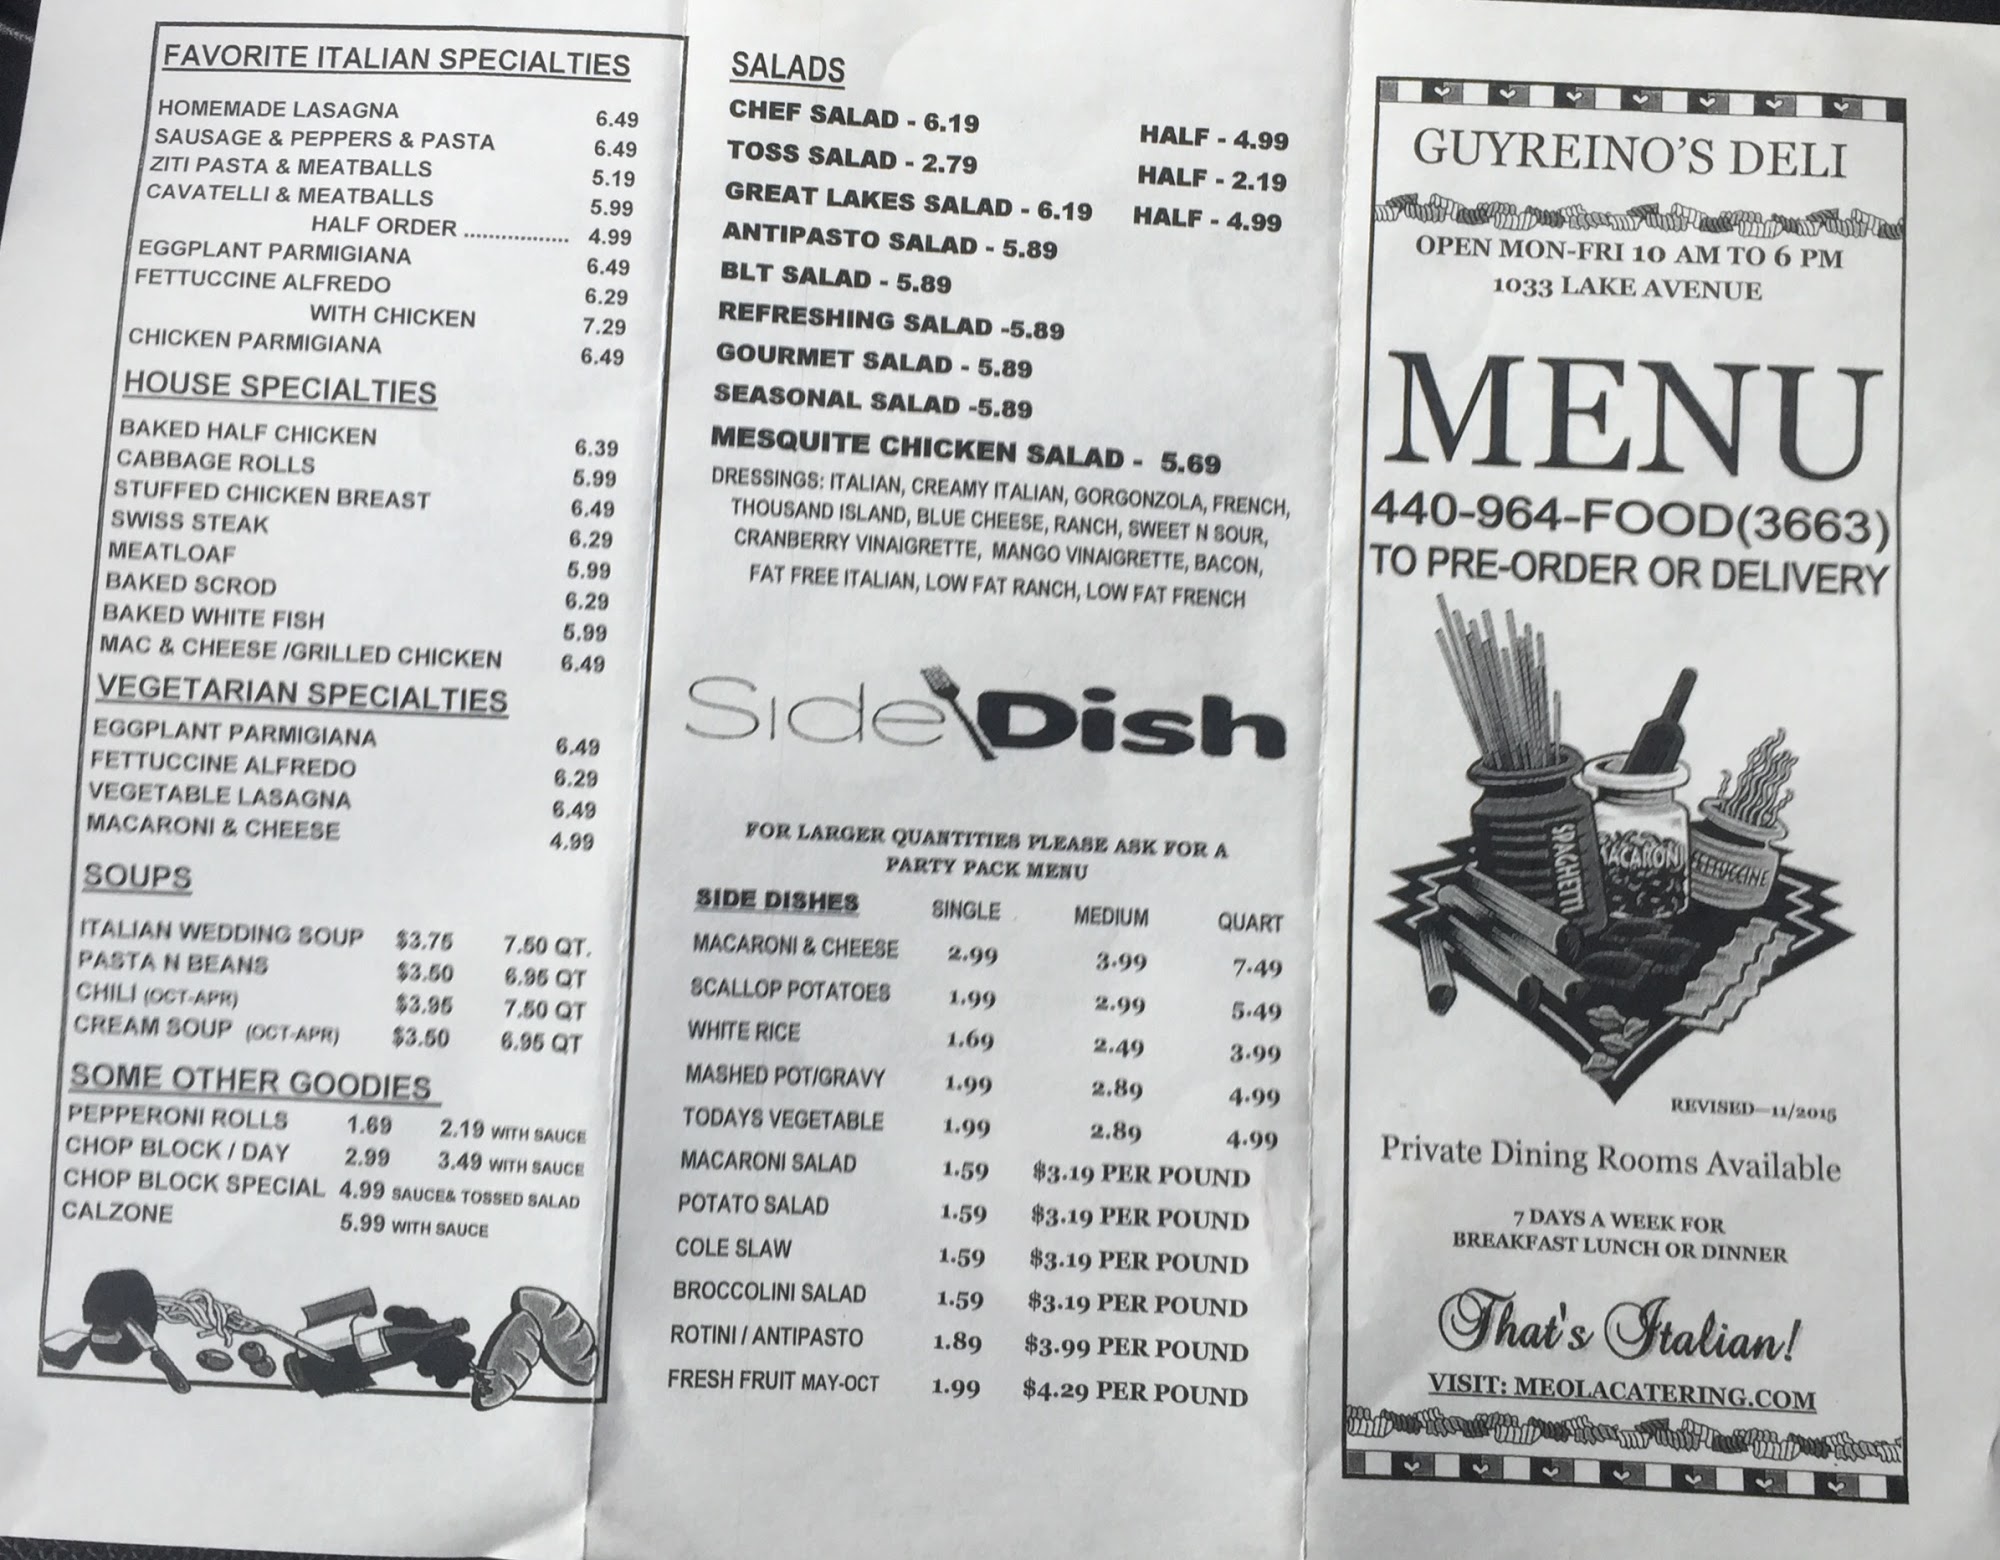 FAVORITE ITALIAN SPECIALTIES
HOMEMADE LASAGNA 6.49
SAUSAGE & PEPPERS & PASTA 6.49
ZITI PASTA & MEATBALLS 5.19
CAVATELLI & MEATBALLS 5.99
HALF ORDER ................. 4.99
EGGPLANT PARMIGIANA 6.49
FETTUCCINE ALFREDO 6.29
WITH CHICKEN 7.29
CHICKEN PARMIGIANA 6.49
HOUSE SPECIALTIES
BAKED HALF CHICKEN 6.39
CABBAGE ROLLS 5.99
STUFFED CHICKEN BREAST 6.49
SWISS STEAK 6.29
MEATLOAF 5.99
BAKED SCROD 6.29
BAKED WHITE FISH 5.99
MAC & CHEESE /GRILLED CHICKEN 6.49
VEGETARIAN SPECIALTIES
EGGPLANT PARMIGIANA 6.49
FETTUCCINE ALFREDO 6.29
VEGETABLE LASAGNA 6.49
MACARONI & CHEESE 4.99
SOUPS
ITALIAN WEDDING SOUP $3.75 7.50 QT.
PASTA N BEANS $3.50 6.95 QT
CHILI (OCT-APR) $3.95 7.50 QT
CREAM SOUP (OCT-APR) $3.50 6.95 QT
SOME OTHER GOODIES
PEPPERONI ROLLS 1.69 2.19 WITH SAUCE
CHOP BLOCK / DAY 2.99 3.49 WITH SAUCE
CHOP BLOCK SPECIAL 4.99 SAUCE& TOSSED SALAD
CALZONE 5.99 WITH SAUCE
SALADS
CHEF SALAD - 6.19 HALF - 4.99
TOSS SALAD - 2.79 HALF - 2.19
GREAT LAKES SALAD - 6.19 HALF - 4.99
ANTIPASTO SALAD - 5.89
BLT SALAD - 5.89
REFRESHING SALAD -5.89
GOURMET SALAD - 5.89
SEASONAL SALAD -5.89
MESQUITE CHICKEN SALAD - 5.69
DRESSINGS: ITALIAN, CREAMY ITALIAN, GORGONZOLA, FRENCH,
THOUSAND ISLAND, BLUE CHEESE, RANCH, SWEET N SOUR,
CRANBERRY VINAIGRETTE, MANGO VINAIGRETTE, BACON,
FAT FREE ITALIAN, LOW FAT RANCH, LOW FAT FRENCH
Side Dish
FOR LARGER QUANTITIES PLEASE ASK FOR A
PARTY PACK MENU
SIDE DISHES SINGLE MEDIUM QUART
MACARONI & CHEESE 2.99 3.99 7.49
SCALLOP POTATOES 1.99 2.99 5.49
WHITE RICE 1.69 2.49 3.99
MASHED POT/GRAVY 1.99 2.89 4.99
TODAYS VEGETABLE 1.99 2.89 4.99
MACARONI SALAD 1.59 $3.19 PER POUND
POTATO SALAD 1.59 $3.19 PER POUND
COLE SLAW 1.59 $3.19 PER POUND
BROCCOLINI SALAD 1.59 $3.19 PER POUND
ROTINI / ANTIPASTO 1.89 $3.99 PER POUND
FRESH FRUIT MAY-OCT 1.99 $4.29 PER POUND
GUYREINO'S DELI
OPEN MON-FRI 10 AM TO 6 PM
1033 LAKE AVENUE
MENU
440-964-FOOD(3663)
TO PRE-ORDER OR DELIVERY
SPAGHETTI
MACARONI
FETTUCCINE
REVISED—11/2015
Private Dining Rooms Available
7 DAYS A WEEK FOR
BREAKFAST LUNCH OR DINNER
That's Italian!
VISIT: MEOLACATERING.COM